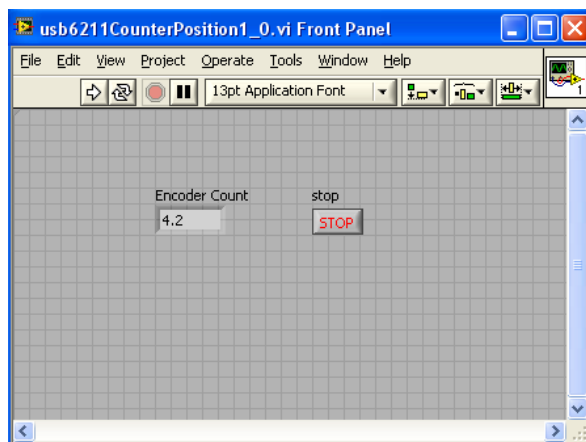 usb6211CounterPosition1_0.vi Front Panel
File Edit View Project Operate Tools Window Help
13pt Application Font
1
Encoder Count
stop
4.2
STOP